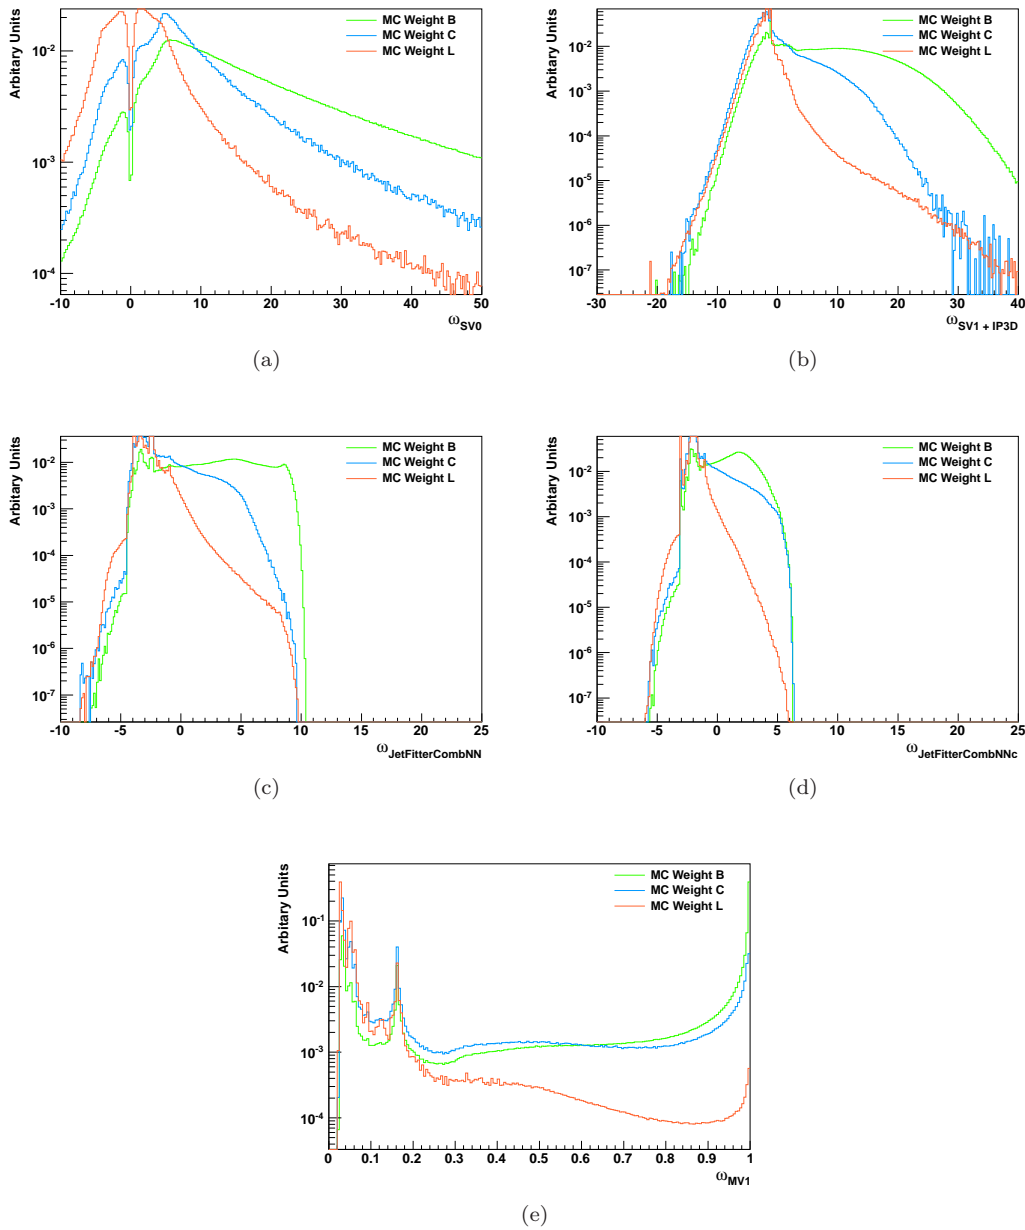 Arbitary Units
MC Weight B
MC Weight C
MC Weight L
10⁻²
10⁻³
10⁻⁴
-10 0 10 20 30 40 50
ωSV0
(a)
Arbitary Units
MC Weight B
MC Weight C
MC Weight L
10⁻²
10⁻³
10⁻⁴
10⁻⁵
10⁻⁶
10⁻⁷
-30 -20 -10 0 10 20 30 40
ωSV1 + IP3D
(b)
Arbitary Units
MC Weight B
MC Weight C
MC Weight L
10⁻²
10⁻³
10⁻⁴
10⁻⁵
10⁻⁶
10⁻⁷
-10 -5 0 5 10 15 20 25
ωJetFitterCombNN
(c)
Arbitary Units
MC Weight B
MC Weight C
MC Weight L
10⁻²
10⁻³
10⁻⁴
10⁻⁵
10⁻⁶
10⁻⁷
-10 -5 0 5 10 15 20 25
ωJetFitterCombNNc
(d)
Arbitary Units
MC Weight B
MC Weight C
MC Weight L
10⁻¹
10⁻²
10⁻³
10⁻⁴
0 0.1 0.2 0.3 0.4 0.5 0.6 0.7 0.8 0.9 1
ωMV1
(e)